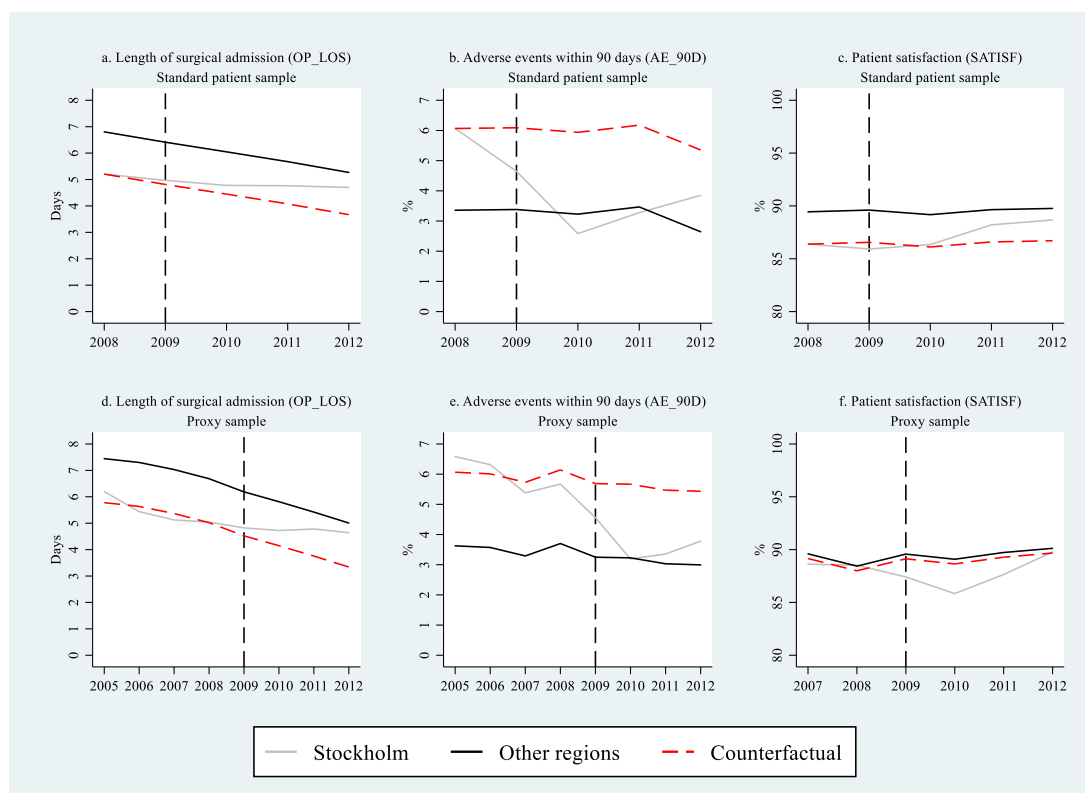 a. Length of surgical admission (OP_LOS)
Standard patient sample
Days
8
7
6
5
4
3
2
1
0
2008 2009 2010 2011 2012
b. Adverse events within 90 days (AE_90D)
Standard patient sample
%
7
6
5
4
3
2
1
0
2008 2009 2010 2011 2012
c. Patient satisfaction (SATISF)
Standard patient sample
%
100
95
90
85
80
2008 2009 2010 2011 2012
d. Length of surgical admission (OP_LOS)
Proxy sample
Days
8
7
6
5
4
3
2
1
0
2005 2006 2007 2008 2009 2010 2011 2012
e. Adverse events within 90 days (AE_90D)
Proxy sample
%
7
6
5
4
3
2
1
0
2005 2006 2007 2008 2009 2010 2011 2012
f. Patient satisfaction (SATISF)
Proxy sample
%
100
95
90
85
80
2007 2008 2009 2010 2011 2012
Stockholm Other regions Counterfactual